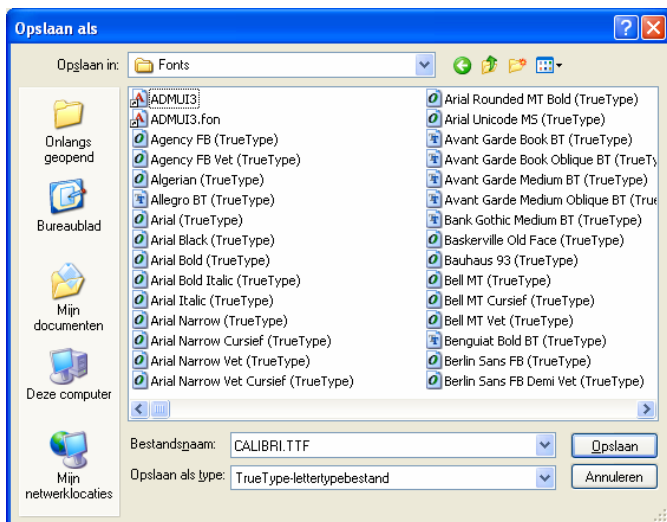 Opslaan als
Opslaan in: Fonts
Onlangs geopend
Bureaublad
Mijn documenten
Deze computer
Mijn netwerklocaties
ADMUI3
ADMUI3.fon
Agency FB (TrueType)
Agency FB Vet (TrueType)
Algerian (TrueType)
Allegro BT (TrueType)
Arial (TrueType)
Arial Black (TrueType)
Arial Bold (TrueType)
Arial Bold Italic (TrueType)
Arial Italic (TrueType)
Arial Narrow (TrueType)
Arial Narrow Cursief (TrueType)
Arial Narrow Vet (TrueType)
Arial Narrow Vet Cursief (TrueType)
Arial Rounded MT Bold (TrueType)
Arial Unicode MS (TrueType)
Avant Garde Book BT (TrueType)
Avant Garde Book Oblique BT (TrueTy
Avant Garde Medium BT (TrueType)
Avant Garde Medium Oblique BT (True
Bank Gothic Medium BT (TrueType)
Baskerville Old Face (TrueType)
Bauhaus 93 (TrueType)
Bell MT (TrueType)
Bell MT Cursief (TrueType)
Bell MT Vet (TrueType)
Benguiat Bold BT (TrueType)
Berlin Sans FB (TrueType)
Berlin Sans FB Demi Vet (TrueType)
Bestandsnaam: CALIBRI.TTF Opslaan
Opslaan als type: TrueType-lettertypebestand Annuleren